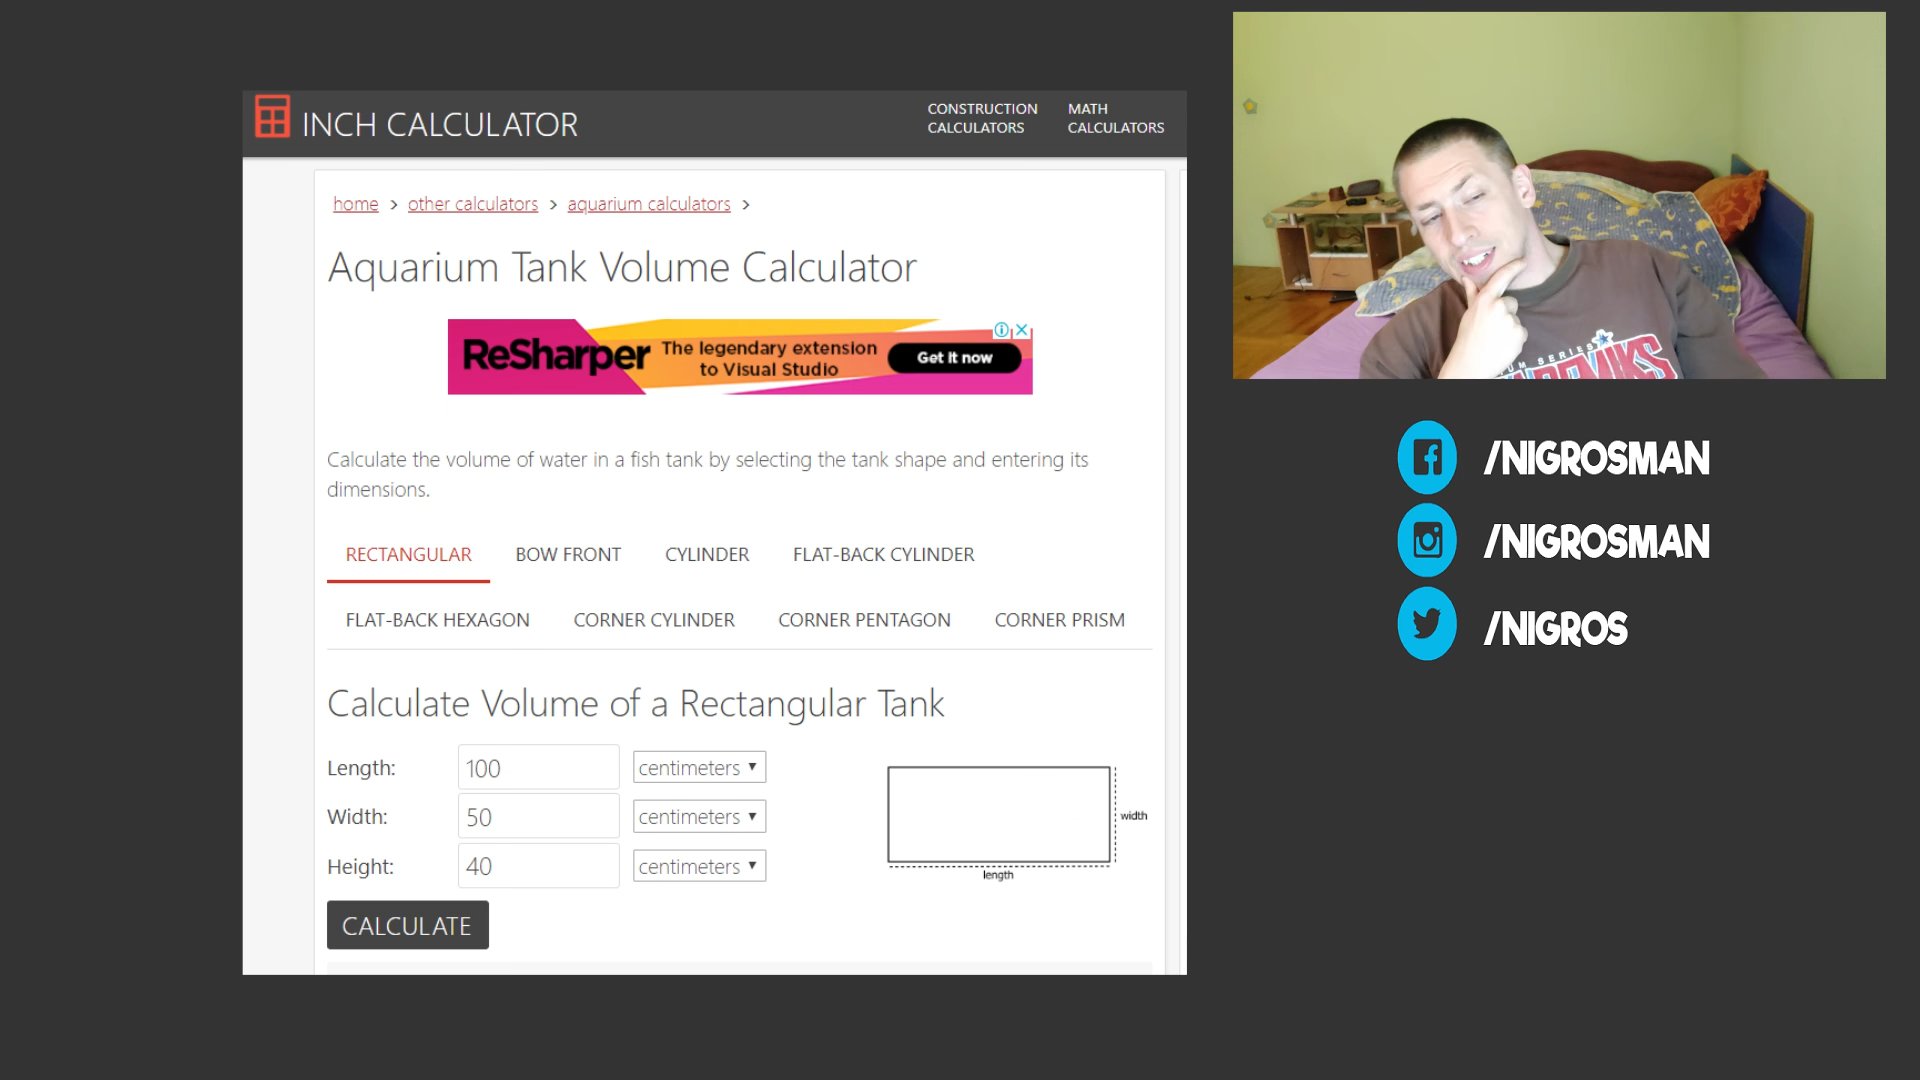 INCH CALCULATOR
CONSTRUCTION
CALCULATORS
MATH
CALCULATORS
home > other calculators > aquarium calculators >
Aquarium Tank Volume Calculator
ReSharper
The legendary extension
to Visual Studio
Get it now
Calculate the volume of water in a fish tank by selecting the tank shape and entering its
dimensions.
RECTANGULAR BOW FRONT CYLINDER FLAT-BACK CYLINDER
FLAT-BACK HEXAGON CORNER CYLINDER CORNER PENTAGON CORNER PRISM
Calculate Volume of a Rectangular Tank
Length: 100 centimeters
Width: 50 centimeters
Height: 40 centimeters
width
length
CALCULATE
SERIES
/NIGROSMAN
/NIGROSMAN
/NIGROS